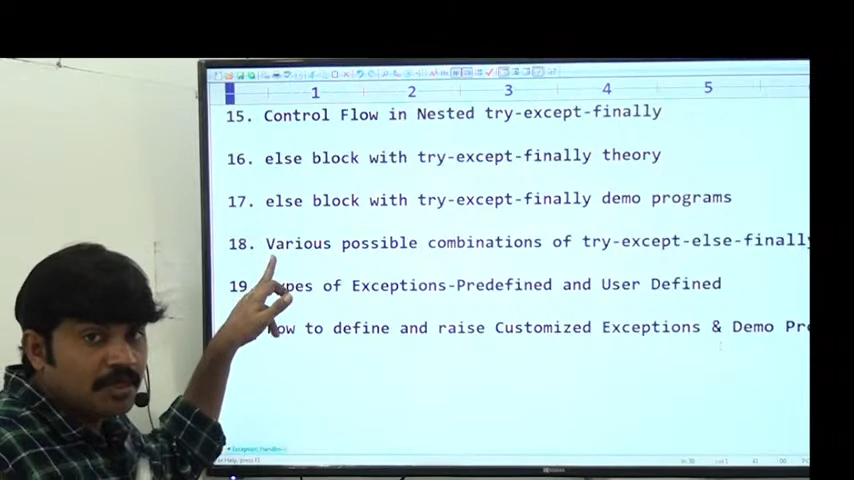 1 2 3 4 5
15. Control Flow in Nested try-except-finally
16. else block with try-except-finally theory
17. else block with try-except-finally demo programs
18. Various possible combinations of try-except-else-finally
19 Types of Exceptions-Predefined and User Defined
How to define and raise Customized Exceptions & Demo Pr